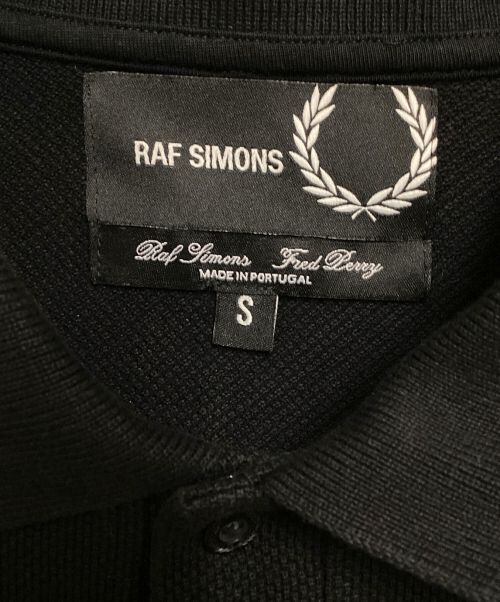 RAF SIMONS
Raf Simons Fred Perry
MADE IN PORTUGAL
S